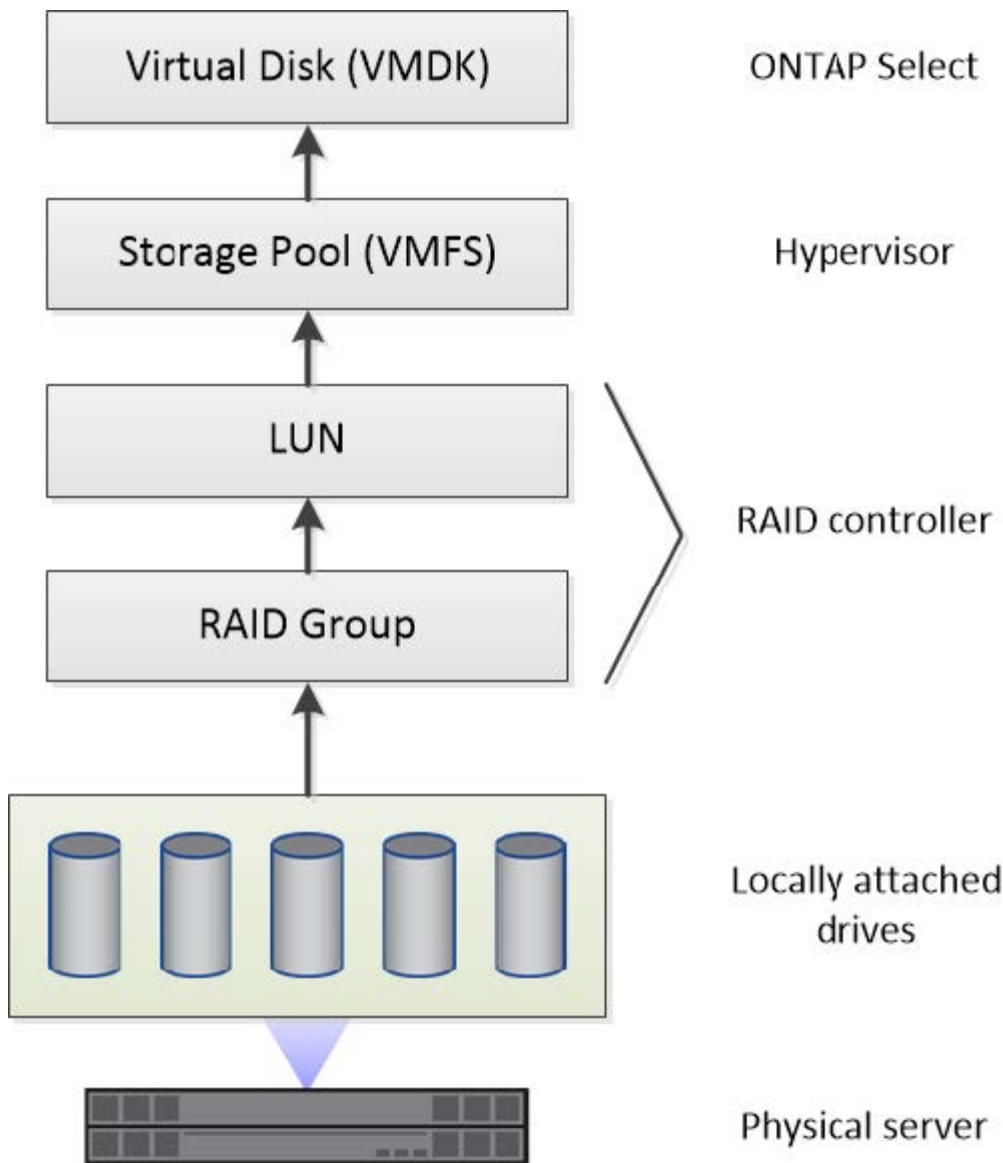 Virtual Disk (VMDK)
ONTAP Select
Storage Pool (VMFS)
Hypervisor
LUN
RAID controller
RAID Group
Locally attached
drives
Physical server